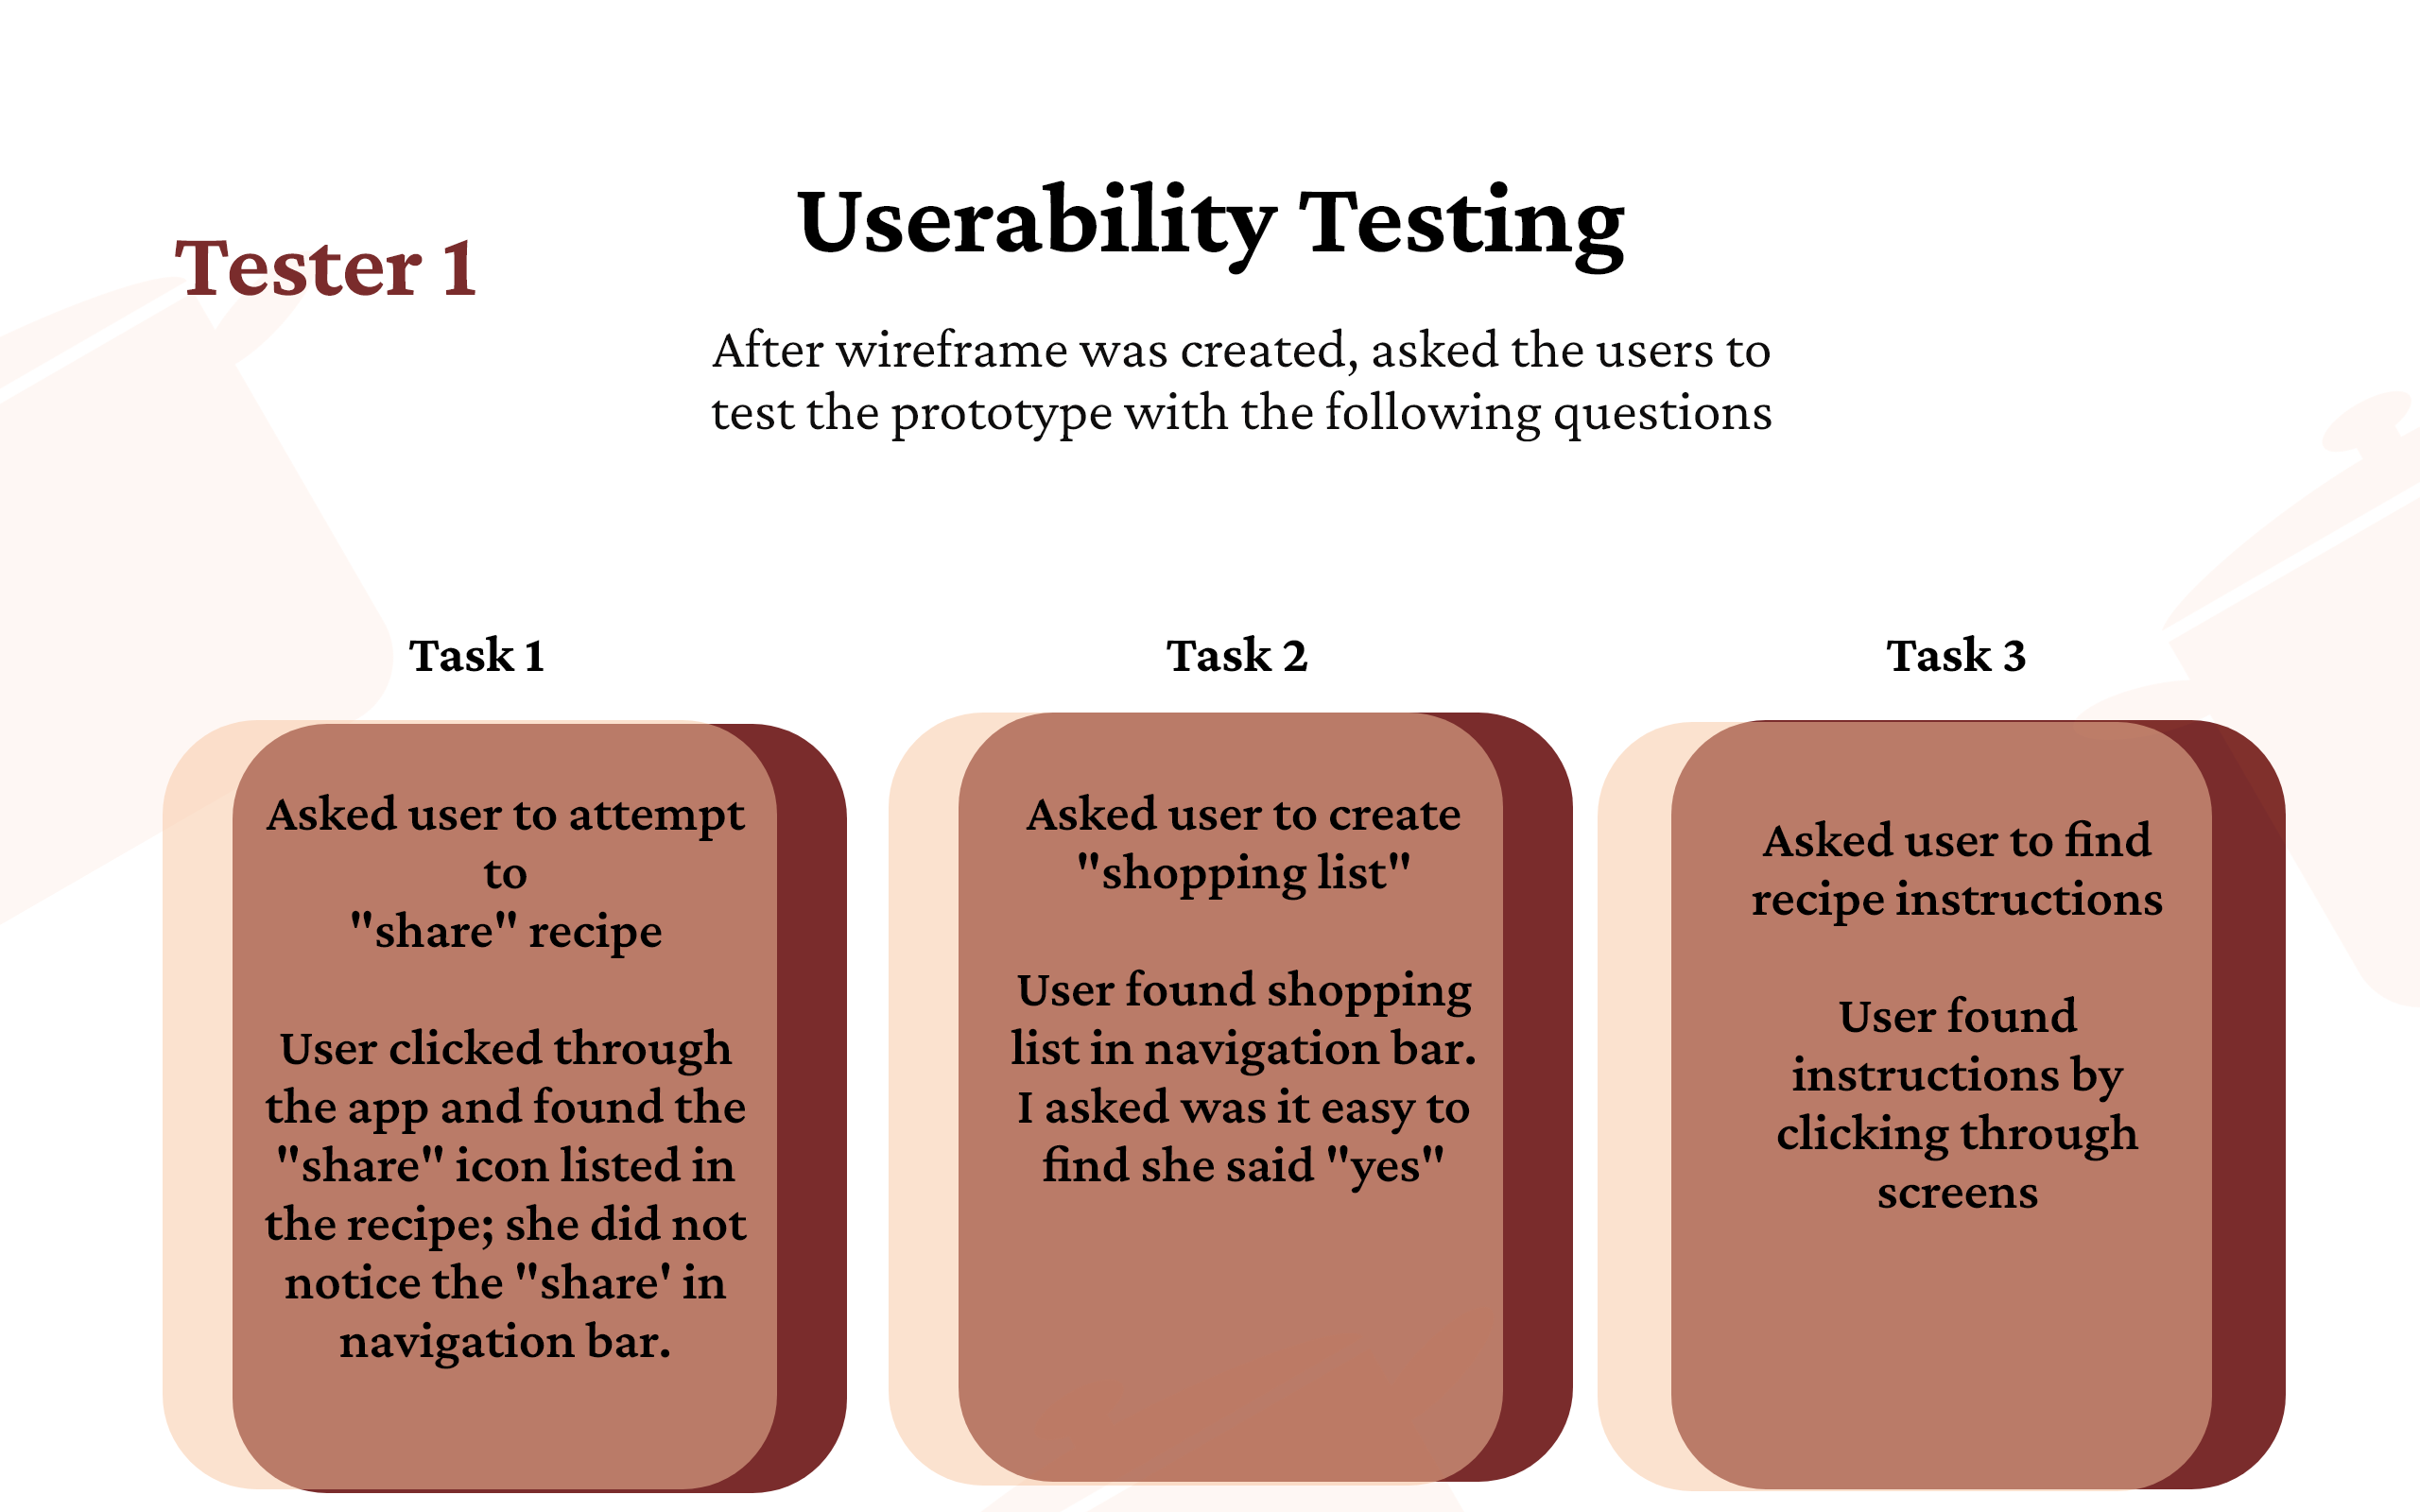 Userability Testing
Tester 1
After wireframe was created, asked the users to
test the prototype with the following questions
Task 1
Asked user to attempt
to
"share" recipe
User clicked through
the app and found the
"share" icon listed in
the recipe; she did not
notice the "share' in
navigation bar.
Task 2
Asked user to create
"shopping list"
User found shopping
list in navigation bar.
I asked was it easy to
find she said "yes"
Task 3
Asked user to find
recipe instructions
User found
instructions by
clicking through
screens